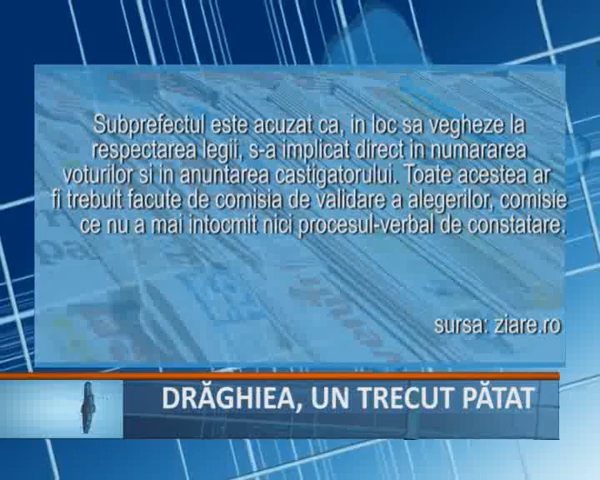 Subprefectul este acuzat ca, in loc sa vegheze la
respectarea legii, s-a implicat direct in numararea
voturilor si in anuntarea castigatorului. Toate acestea ar
fi trebuit facute de comisia de validare a alegerilor, comisie
ce nu a mai intocmit nici procesul-verbal de constatare.
sursa: ziare.ro
DRĂGHIEA, UN TRECUT PĂTAT